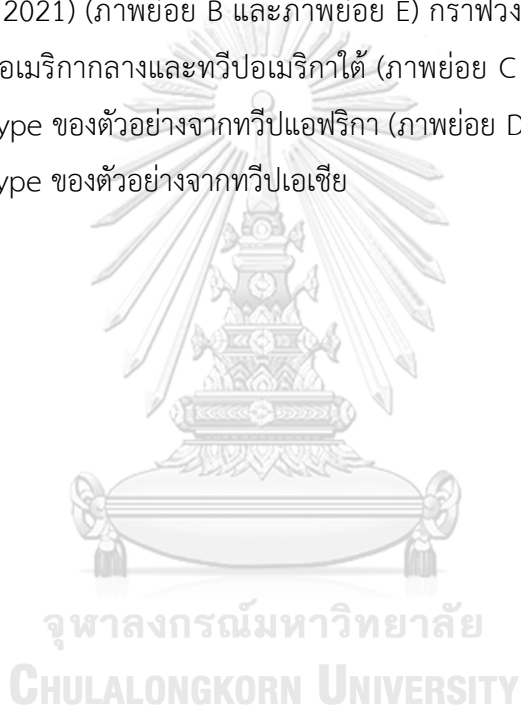 2021) (ภาพย่อย B และภาพย่อย E) กราฟวง
อเมริกากลางและทวีปอเมริกาใต้ (ภาพย่อย C
ype ของตัวอย่างจากทวีปแอฟริกา (ภาพย่อย D
ype ของตัวอย่างจากทวีปเอเชีย
จุฬาลงกรณ์มหาวิทยาลัย
CHULALONGKORN UNIVERSITY